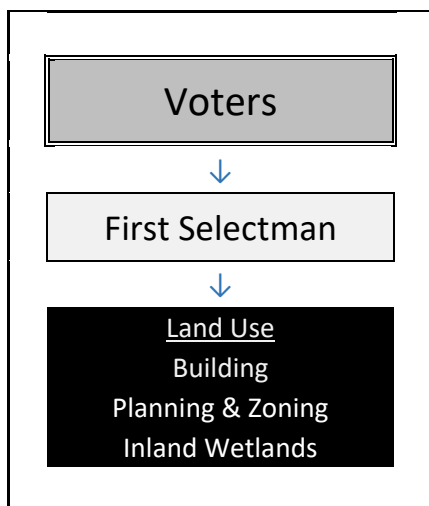 Voters
↓
First Selectman
↓
Land Use
Building
Planning & Zoning
Inland Wetlands